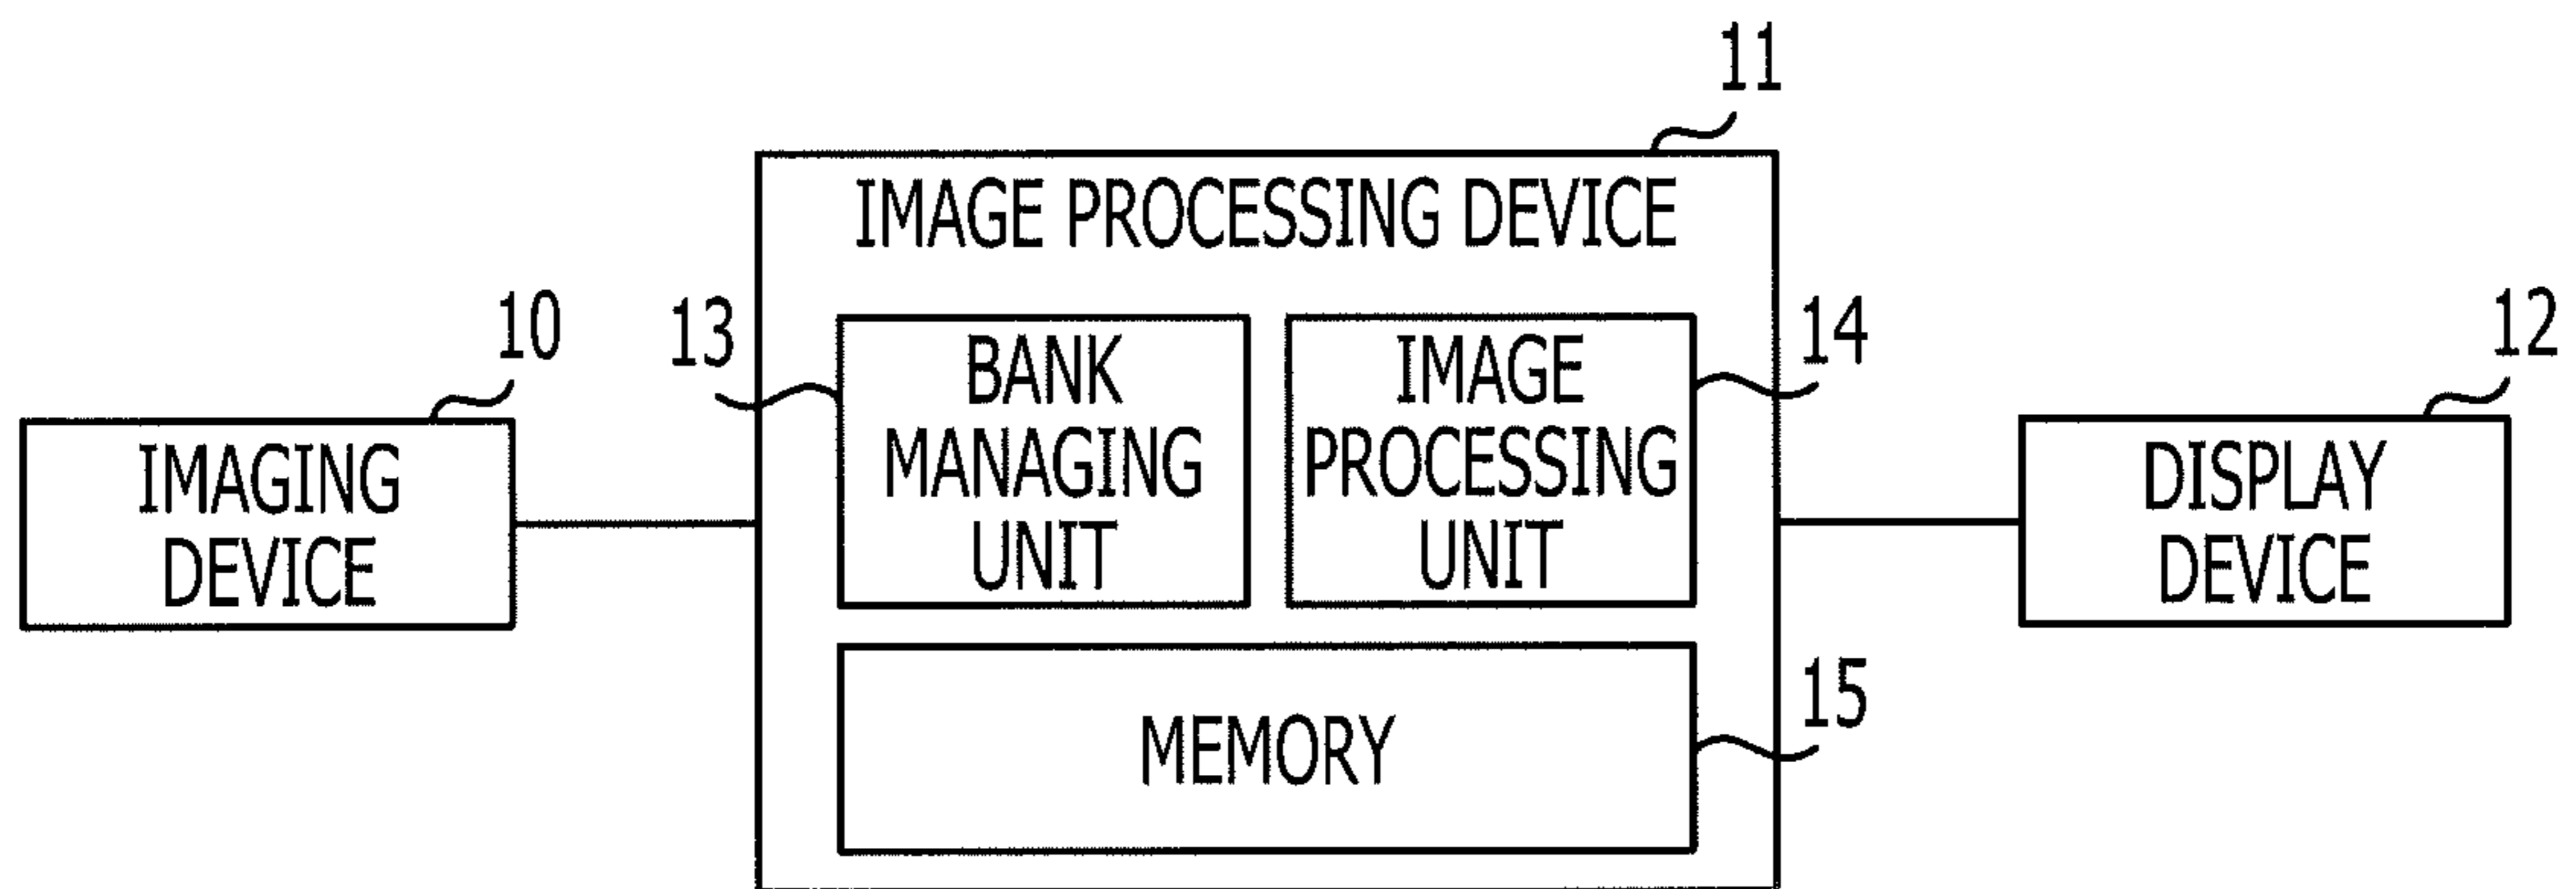 11
IMAGE PROCESSING DEVICE
10
13
BANK
MANAGING
UNIT
IMAGE
PROCESSING
UNIT
14
12
IMAGING
DEVICE
DISPLAY
DEVICE
MEMORY
15